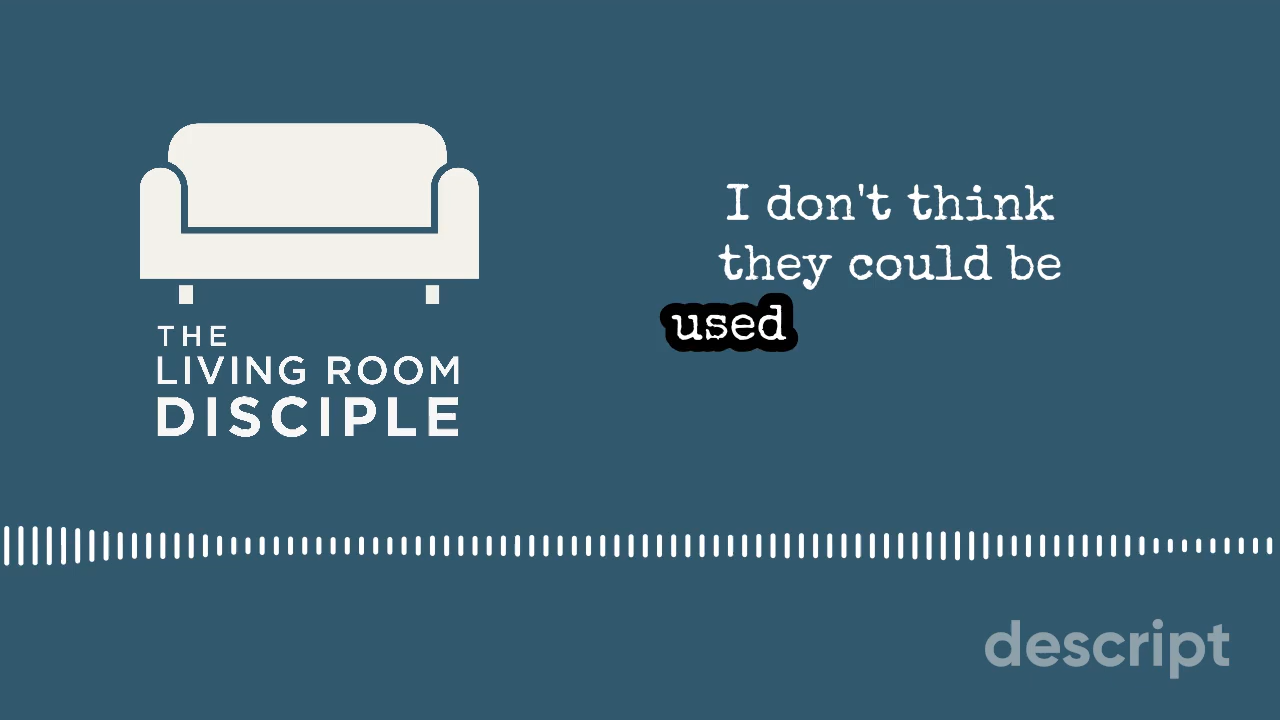 THE
LIVING ROOM
DISCIPLE
I don't think
they could be
used
descript